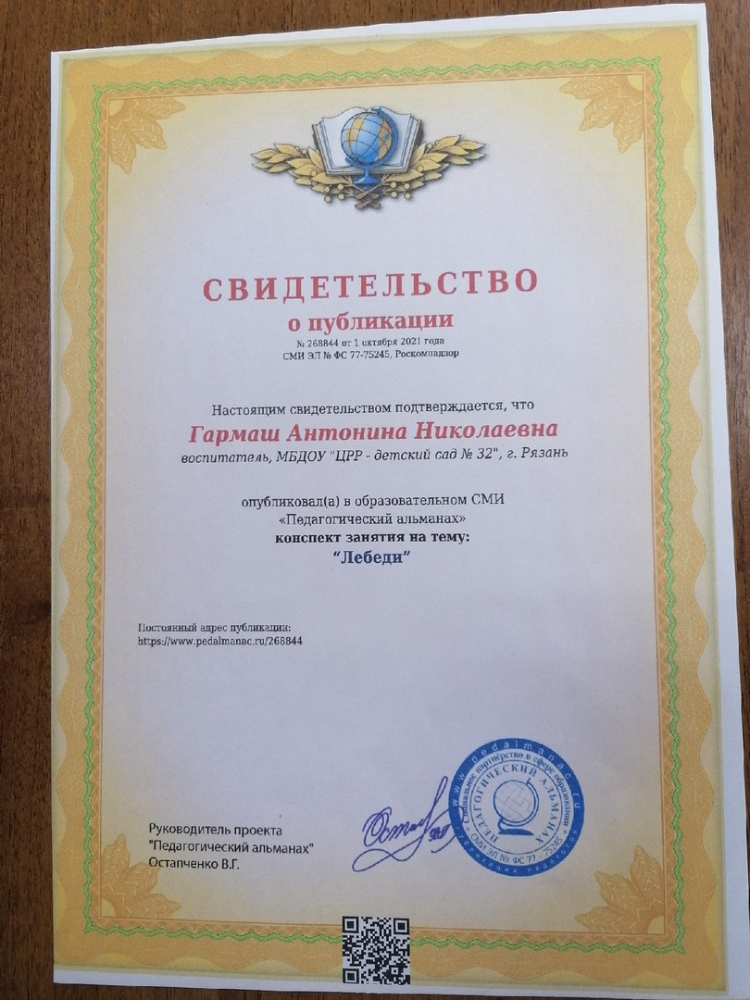 СВИДЕТЕЛЬСТВО
о публикации
№ 268844 от 1 октября 2021 года
СМИ ЭЛ № ФС 77-75245, Роскомнадзор
Настоящим свидетельством подтверждается, что
Гармаш Антонина Николаевна
воспитатель, МБДОУ "ЦРР - детский сад № 32", г. Рязань
опубликовал(а) в образовательном СМИ
«Педагогический альманах»
конспект занятия на тему:
“Лебеди”
Постоянный адрес публикации:
https://www.pedalmanac.ru/268844
Руководитель проекта
"Педагогический альманах"
Остапченко В.Г.
www.pedalmanac.ru
Социальное партнёрство в сфере образования
ПЕДАГОГИЧЕСКИЙ АЛЬМАНАХ
СМИ ЭЛ № ФС 77 - 75245